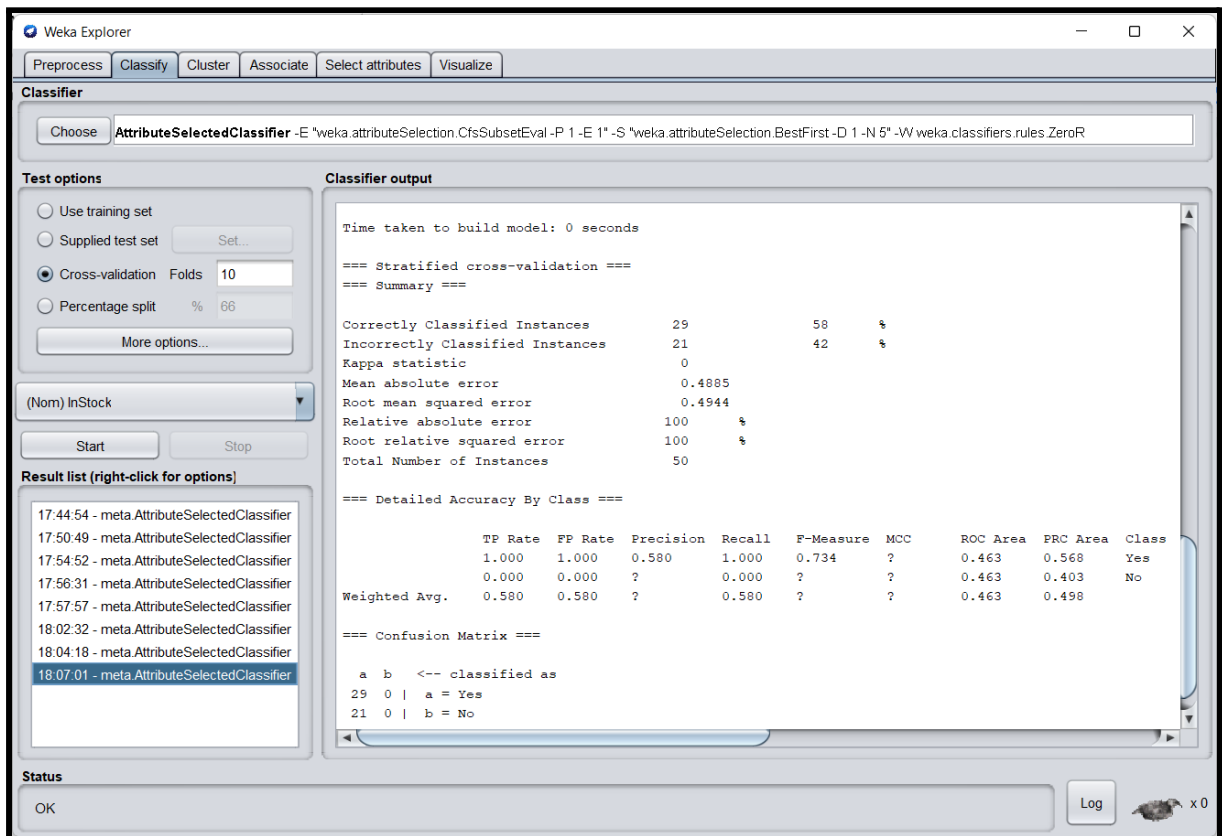 Weka Explorer
Preprocess Classify Cluster Associate Select attributes Visualize
Classifier
Choose AttributeSelectedClassifier -E "weka.attributeSelection.CfsSubsetEval -P 1 -E 1" -S "weka.attributeSelection.BestFirst -D 1 -N 5" -W weka.classifiers.rules.ZeroR
Test options
Use training set
Supplied test set Set...
Cross-validation Folds 10
Percentage split % 66
More options...
(Nom) InStock
Start Stop
Result list (right-click for options)
17:44:54 - meta.AttributeSelectedClassifier
17:50:49 - meta.AttributeSelectedClassifier
17:54:52 - meta.AttributeSelectedClassifier
17:56:31 - meta.AttributeSelectedClassifier
17:57:57 - meta.AttributeSelectedClassifier
18:02:32 - meta.AttributeSelectedClassifier
18:04:18 - meta.AttributeSelectedClassifier
18:07:01 - meta.AttributeSelectedClassifier
Classifier output
Time taken to build model: 0 seconds
=== Stratified cross-validation ===
=== Summary ===
Correctly Classified Instances 29 58 %
Incorrectly Classified Instances 21 42 %
Kappa statistic 0
Mean absolute error 0.4885
Root mean squared error 0.4944
Relative absolute error 100 %
Root relative squared error 100 %
Total Number of Instances 50
=== Detailed Accuracy By Class ===
TP Rate FP Rate Precision Recall F-Measure MCC ROC Area PRC Area Class
1.000 1.000 0.580 1.000 0.734 ? 0.463 0.568 Yes
0.000 0.000 ? 0.000 ? ? 0.463 0.403 No
Weighted Avg. 0.580 0.580 ? 0.580 ? ? 0.463 0.498
=== Confusion Matrix ===
a b <-- classified as
29 0 | a = Yes
21 0 | b = No
Status
OK
Log x 0